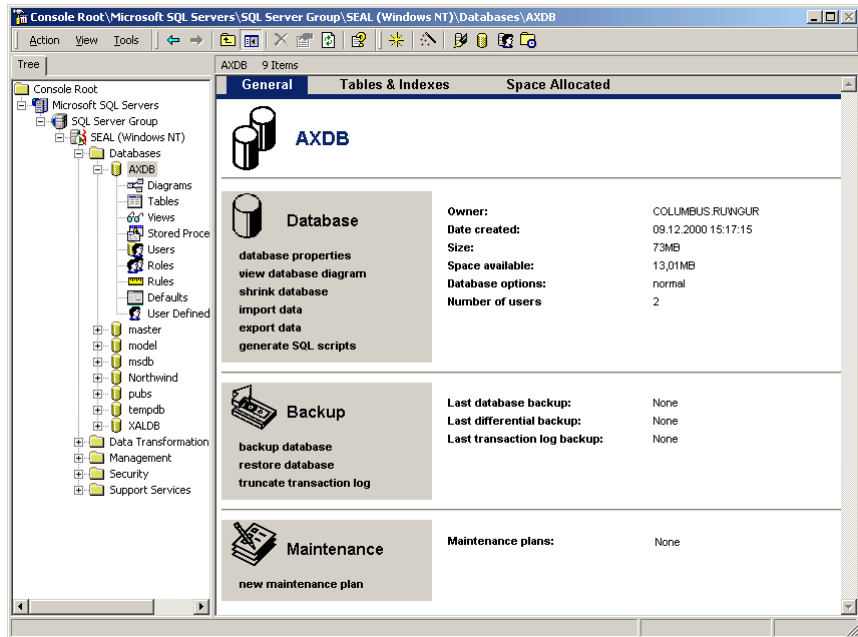 Console Root\Microsoft SQL Servers\SQL Server Group\SEAL (Windows NT)\Databases\AXDB
Action View Tools
Tree
AXDB 9 Items
Console Root
Microsoft SQL Servers
SQL Server Group
SEAL (Windows NT)
Databases
AXDB
Diagrams
Tables
Views
Stored Proce
Users
Roles
Rules
Defaults
User Defined
master
model
msdb
Northwind
pubs
tempdb
XALDB
Data Transformation
Management
Security
Support Services
General Tables & Indexes Space Allocated
AXDB
Database
database properties
view database diagram
shrink database
import data
export data
generate SQL scripts
Owner: COLUMBUS.RU\NGUR
Date created: 09.12.2000 15:17:15
Size: 73MB
Space available: 13,01MB
Database options: normal
Number of users 2
Backup
backup database
restore database
truncate transaction log
Last database backup: None
Last differential backup: None
Last transaction log backup: None
Maintenance
new maintenance plan
Maintenance plans: None